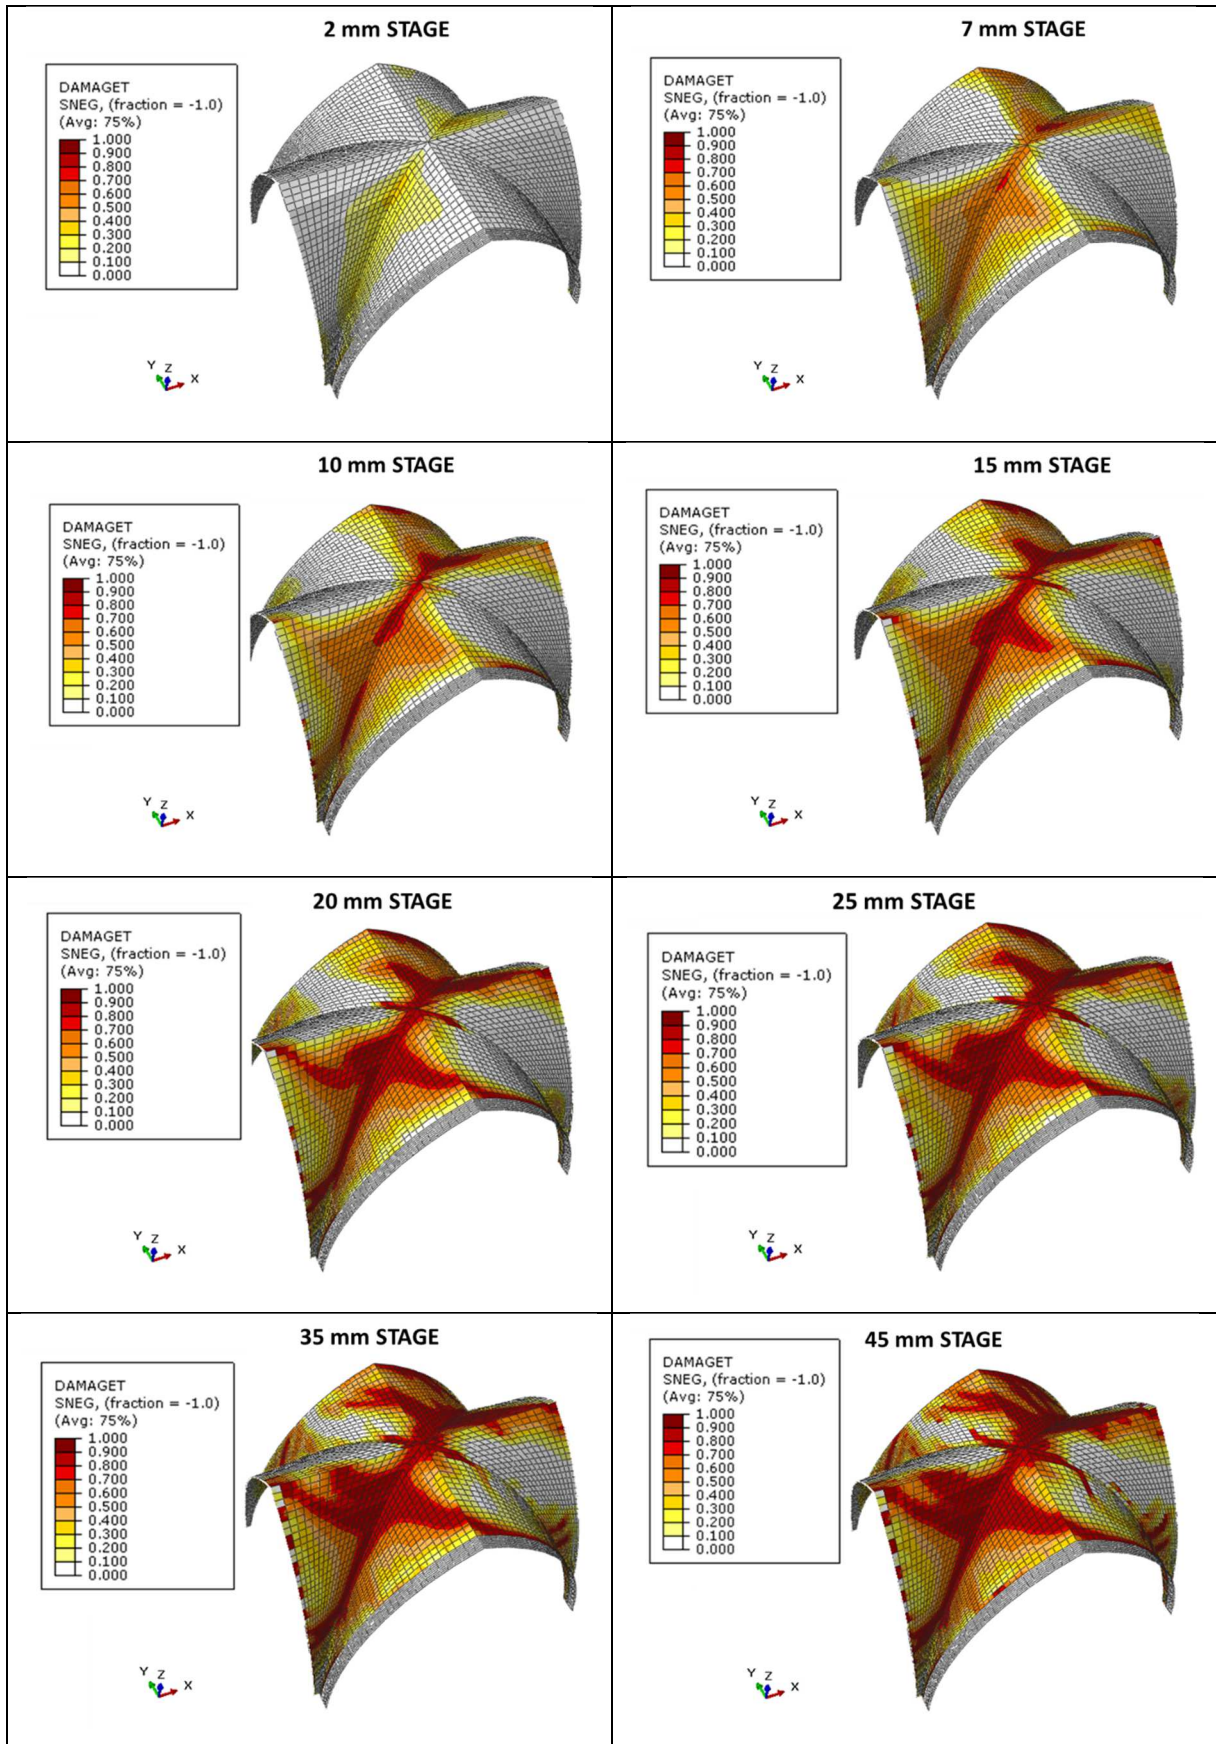 2 mm STAGE
DAMAGET
SNEG, (fraction = -1.0)
(Avg: 75%)
1.000
0.900
0.800
0.700
0.600
0.500
0.400
0.300
0.200
0.100
0.000
Y Z X
7 mm STAGE
DAMAGET
SNEG, (fraction = -1.0)
(Avg: 75%)
1.000
0.900
0.800
0.700
0.600
0.500
0.400
0.300
0.200
0.100
0.000
Y Z X
10 mm STAGE
DAMAGET
SNEG, (fraction = -1.0)
(Avg: 75%)
1.000
0.900
0.800
0.700
0.600
0.500
0.400
0.300
0.200
0.100
0.000
Y Z X
15 mm STAGE
DAMAGET
SNEG, (fraction = -1.0)
(Avg: 75%)
1.000
0.900
0.800
0.700
0.600
0.500
0.400
0.300
0.200
0.100
0.000
Y Z X
20 mm STAGE
DAMAGET
SNEG, (fraction = -1.0)
(Avg: 75%)
1.000
0.900
0.800
0.700
0.600
0.500
0.400
0.300
0.200
0.100
0.000
Y Z X
25 mm STAGE
DAMAGET
SNEG, (fraction = -1.0)
(Avg: 75%)
1.000
0.900
0.800
0.700
0.600
0.500
0.400
0.300
0.200
0.100
0.000
Y Z X
35 mm STAGE
DAMAGET
SNEG, (fraction = -1.0)
(Avg: 75%)
1.000
0.900
0.800
0.700
0.600
0.500
0.400
0.300
0.200
0.100
0.000
Y Z X
45 mm STAGE
DAMAGET
SNEG, (fraction = -1.0)
(Avg: 75%)
1.000
0.900
0.800
0.700
0.600
0.500
0.400
0.300
0.200
0.100
0.000
Y Z X